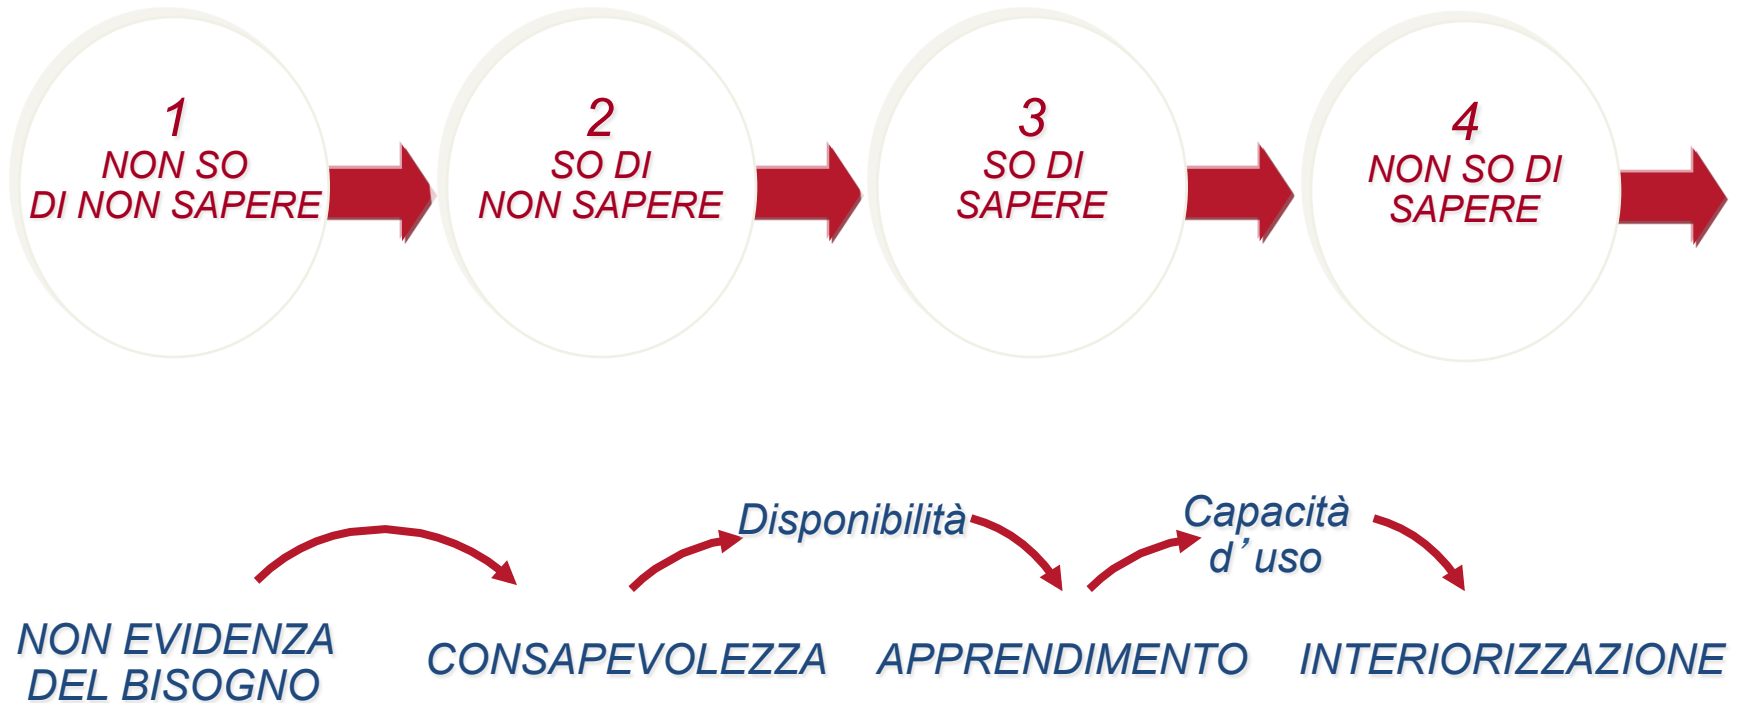 1
NON SO
DI NON SAPERE
2
SO DI
NON SAPERE
3
SO DI
SAPERE
4
NON SO DI
SAPERE
Disponibilità
Capacità
d’uso
NON EVIDENZA
DEL BISOGNO
CONSAPEVOLEZZA
APPRENDIMENTO
INTERIORIZZAZIONE